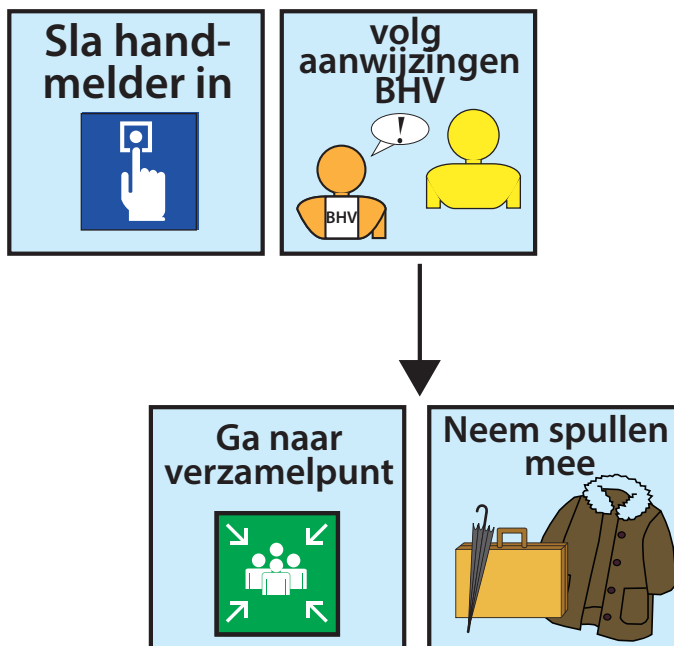 Sla hand-
melder in
volg
aanwijzingen
BHV
!
BHV
Ga naar
verzamelpunt
Neem spullen
mee